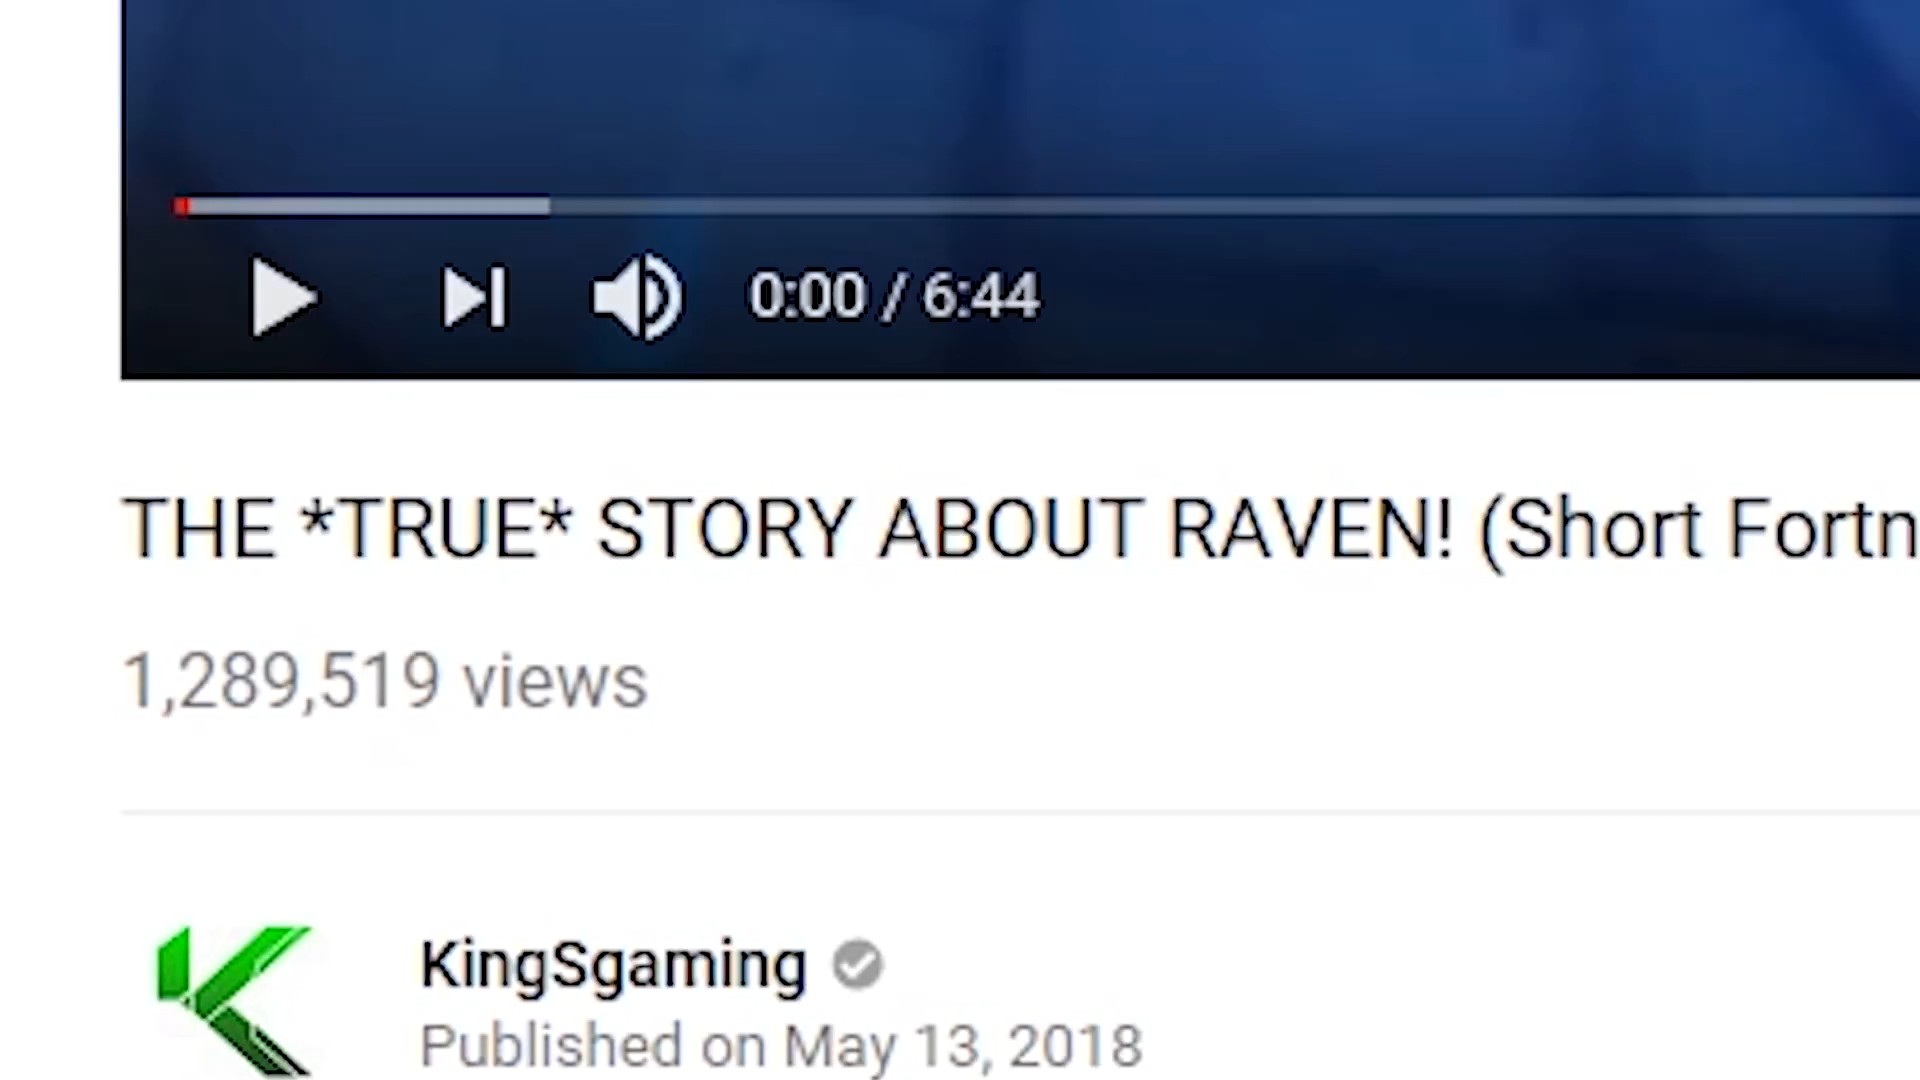 0:00 / 6:44
THE *TRUE* STORY ABOUT RAVEN! (Short Fortn
1,289,519 views
KingSgaming
Published on May 13, 2018